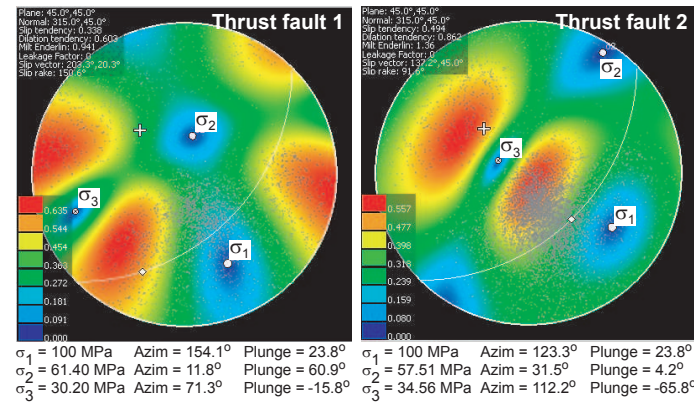 Plane: 45.0°,45.0°
Normal: 315.0°,45.0°
Slip tendency: 0.338
Dilation tendency: 0.603
Milt Enderlin: 0.941
Leakage Factor: 0
Slip vector: 203.3°,20.3°
Slip rake: 150.6°
Thrust fault 1
σ2
σ3
σ1
0.635
0.544
0.454
0.363
0.272
0.181
0.091
0.000
σ1 = 100 MPa Azim = 154.1° Plunge = 23.8°
σ2 = 61.40 MPa Azim = 11.8° Plunge = 60.9°
σ3 = 30.20 MPa Azim = 71.3° Plunge = -15.8°
Plane: 45.0°,45.0°
Normal: 315.0°,45.0°
Slip tendency: 0.494
Dilation tendency: 0.862
Milt Enderlin: 1.36
Leakage Factor: 0
Slip vector: 137.2°,45.0°
Slip rake: 91.6°
Thrust fault 2
σ2
σ3
σ1
0.557
0.477
0.398
0.318
0.239
0.159
0.080
0.000
σ1 = 100 MPa Azim = 123.3° Plunge = 23.8°
σ2 = 57.51 MPa Azim = 31.5° Plunge = 4.2°
σ3 = 34.56 MPa Azim = 112.2° Plunge = -65.8°